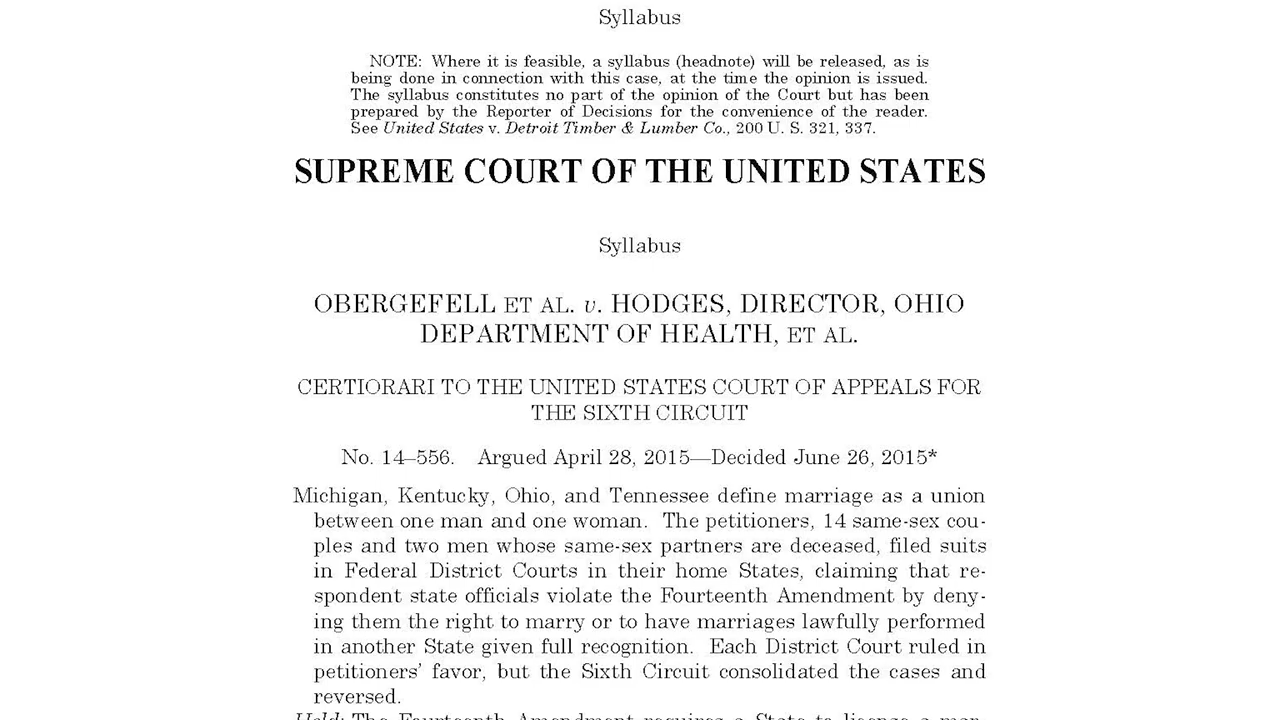 Syllabus
NOTE: Where it is feasible, a syllabus (headnote) will be released, as is
being done in connection with this case, at the time the opinion is issued.
The syllabus constitutes no part of the opinion of the Court but has been
prepared by the Reporter of Decisions for the convenience of the reader.
See United States v. Detroit Timber & Lumber Co., 200 U. S. 321, 337.
SUPREME COURT OF THE UNITED STATES
Syllabus
OBERGEFELL ET AL. v. HODGES, DIRECTOR, OHIO
DEPARTMENT OF HEALTH, ET AL.
CERTIORARI TO THE UNITED STATES COURT OF APPEALS FOR
THE SIXTH CIRCUIT
No. 14–556. Argued April 28, 2015—Decided June 26, 2015*
Michigan, Kentucky, Ohio, and Tennessee define marriage as a union
between one man and one woman. The petitioners, 14 same-sex cou-
ples and two men whose same-sex partners are deceased, filed suits
in Federal District Courts in their home States, claiming that re-
spondent state officials violate the Fourteenth Amendment by deny-
ing them the right to marry or to have marriages lawfully performed
in another State given full recognition. Each District Court ruled in
petitioners' favor, but the Sixth Circuit consolidated the cases and
reversed.
Held: The Fourteenth Amendment requires a State to license a mar-